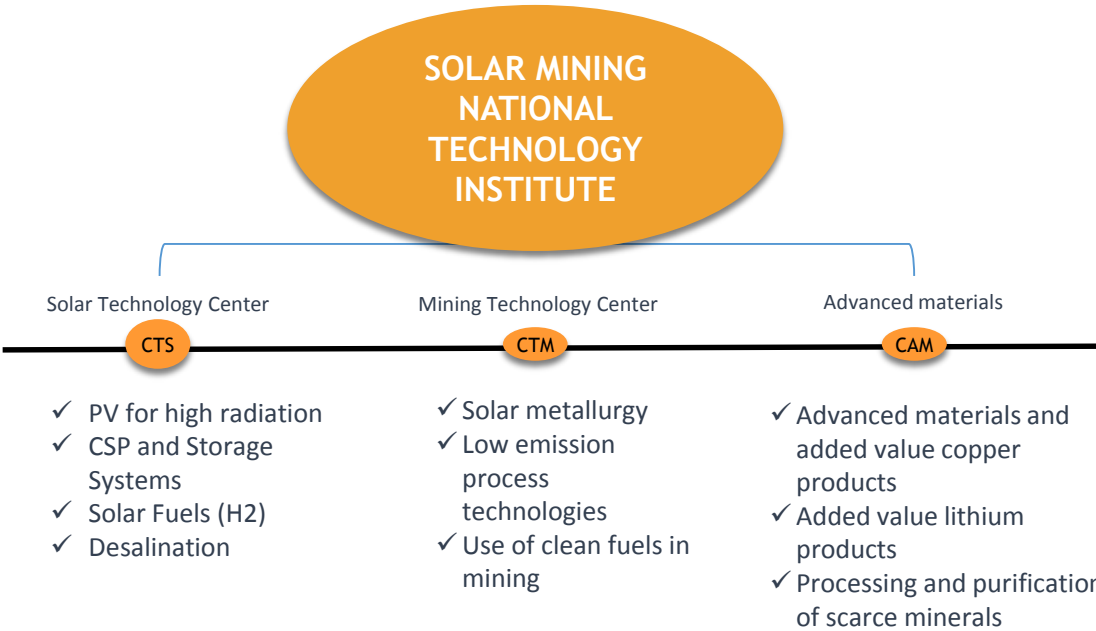 SOLAR MINING
NATIONAL
TECHNOLOGY
INSTITUTE
Solar Technology Center
CTS
✓ PV for high radiation
✓ CSP and Storage
Systems
✓ Solar Fuels (H2)
✓ Desalination
Mining Technology Center
CTM
✓ Solar metallurgy
✓ Low emission
process
technologies
✓ Use of clean fuels in
mining
Advanced materials
CAM
✓ Advanced materials and
added value copper
products
✓ Added value lithium
products
✓ Processing and purification
of scarce minerals